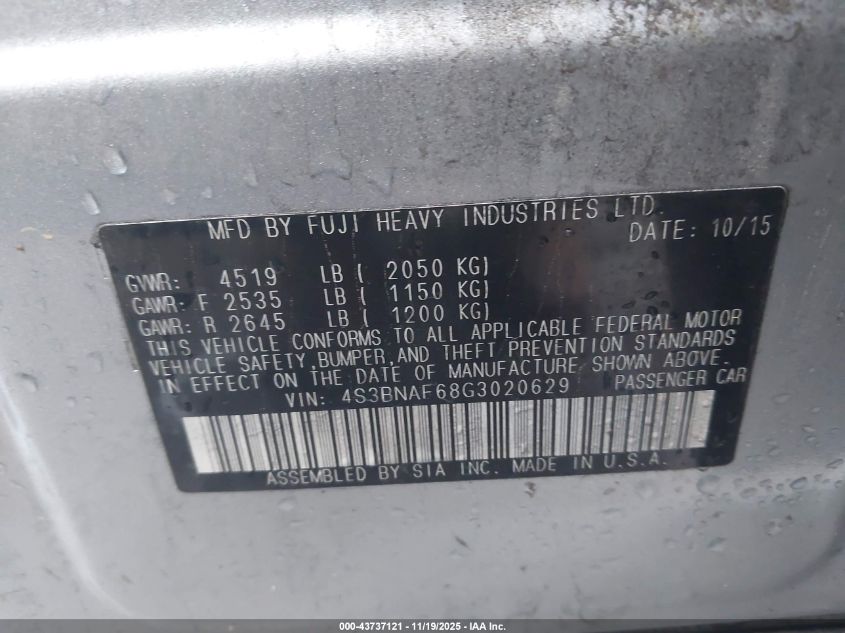 MFD BY FUJI HEAVY INDUSTRIES LTD.
DATE: 10/15
GVWR: 4519 LB ( 2050 KG)
GAWR: F 2535 LB ( 1150 KG)
GAWR: R 2645 LB ( 1200 KG)
THIS VEHICLE CONFORMS TO ALL APPLICABLE FEDERAL MOTOR
VEHICLE SAFETY, BUMPER, AND THEFT PREVENTION STANDARDS
IN EFFECT ON THE DATE OF MANUFACTURE, SHOWN ABOVE.
VIN: 4S3BNAF68G3020629 PASSENGER CAR
ASSEMBLED BY SIA INC. MADE IN U.S.A.
000-43737121 - 11/19/2025 - IAA Inc.